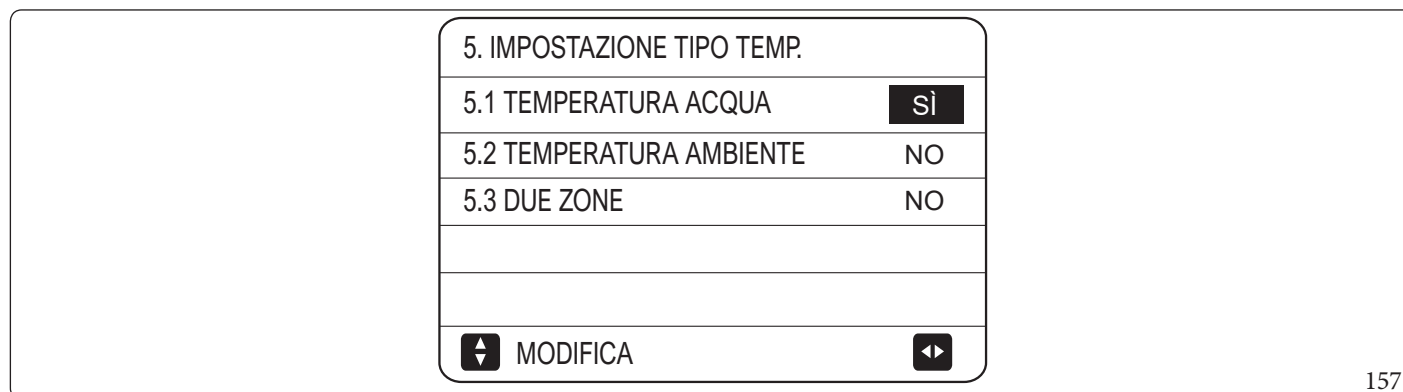 5. IMPOSTAZIONE TIPO TEMP.
5.1 TEMPERATURA ACQUA SÌ
5.2 TEMPERATURA AMBIENTE NO
5.3 DUE ZONE NO
MODIFICA
157